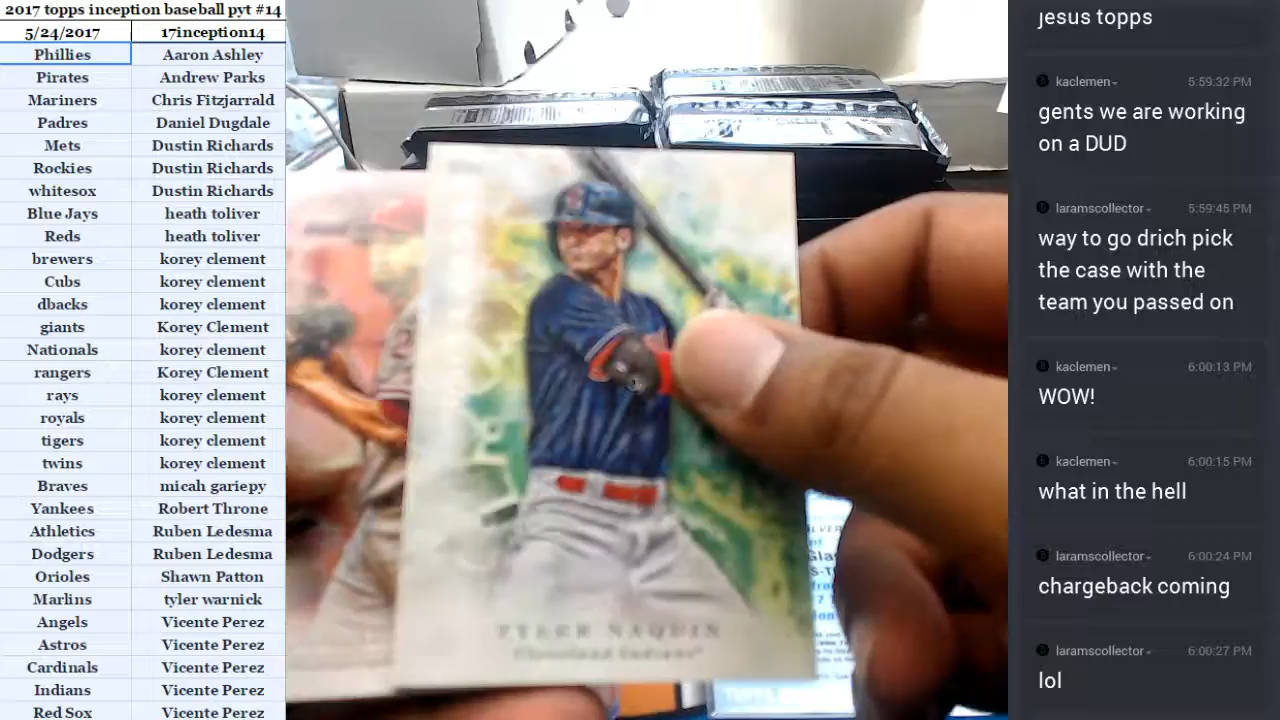 2017 topps inception baseball pyt #14
5/24/2017 17inception14
Phillies Aaron Ashley
Pirates Andrew Parks
Mariners Chris Fitzjarrald
Padres Daniel Dugdale
Mets Dustin Richards
Rockies Dustin Richards
whitesox Dustin Richards
Blue Jays heath toliver
Reds heath toliver
brewers korey clement
Cubs korey clement
dbacks korey clement
giants Korey Clement
Nationals korey clement
rangers Korey Clement
rays korey clement
royals korey clement
tigers korey clement
twins korey clement
Braves micah gariepy
Yankees Robert Throne
Athletics Ruben Ledesma
Dodgers Ruben Ledesma
Orioles Shawn Patton
Marlins tyler warnick
Angels Vicente Perez
Astros Vicente Perez
Cardinals Vicente Perez
Indians Vicente Perez
Red Sox Vicente Perez
TYLER NAQUIN
Cleveland Indians
jesus topps
kaclemen 5:59:32 PM
gents we are working
on a DUD
laramscollector 5:59:45 PM
way to go drich pick
the case with the
team you passed on
kaclemen 6:00:13 PM
WOW!
kaclemen 6:00:15 PM
what in the hell
laramscollector 6:00:24 PM
chargeback coming
laramscollector 6:00:27 PM
lol